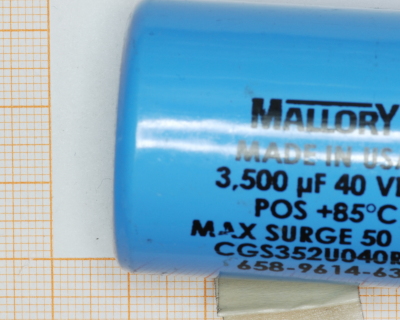 MALLORY
MADE IN USA
3,500 µF 40 V
POS +85°C
MAX SURGE 50
CGS352U040R
658-9614-63